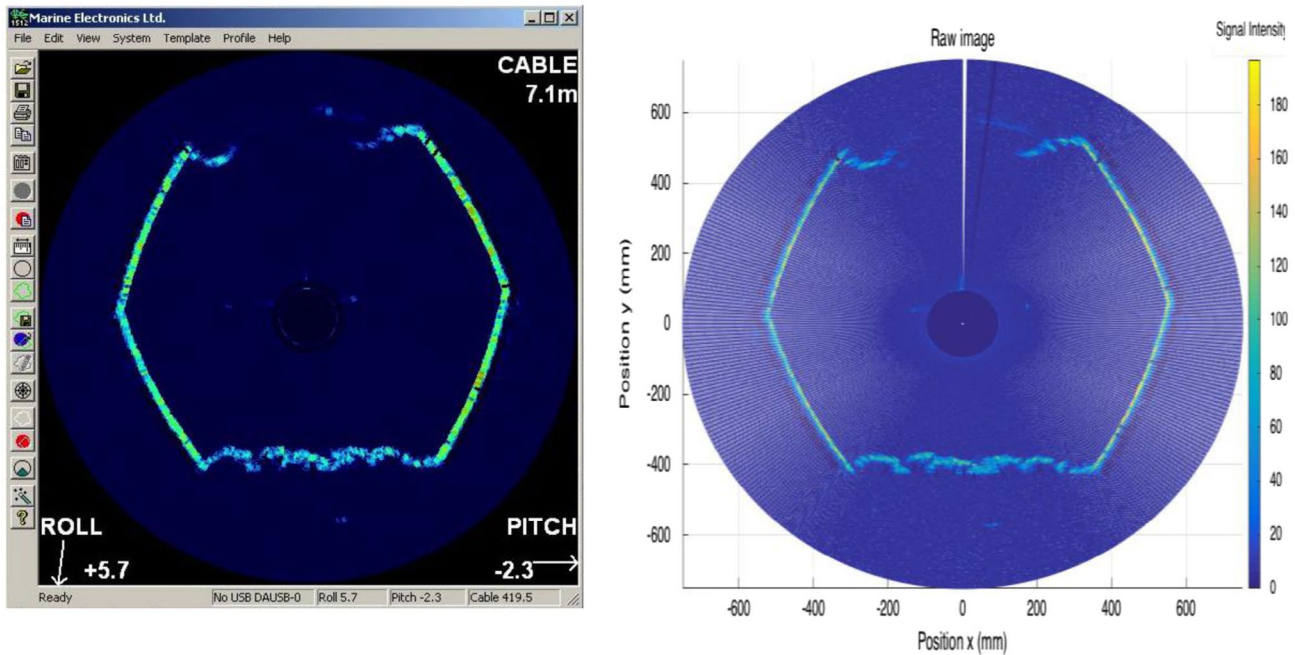 1512 Marine Electronics Ltd.
File Edit View System Template Profile Help
CABLE
7.1m
ROLL
+5.7
PITCH
-2.3
Ready No USB DAUSB-0 Roll 5.7 Pitch -2.3 Cable 419.5
Raw image
Signal Intensity
Position y (mm)
600
400
200
0
-200
-400
-600
-600 -400 -200 0 200 400 600
Position x (mm)
180
160
140
120
100
80
60
40
20
0